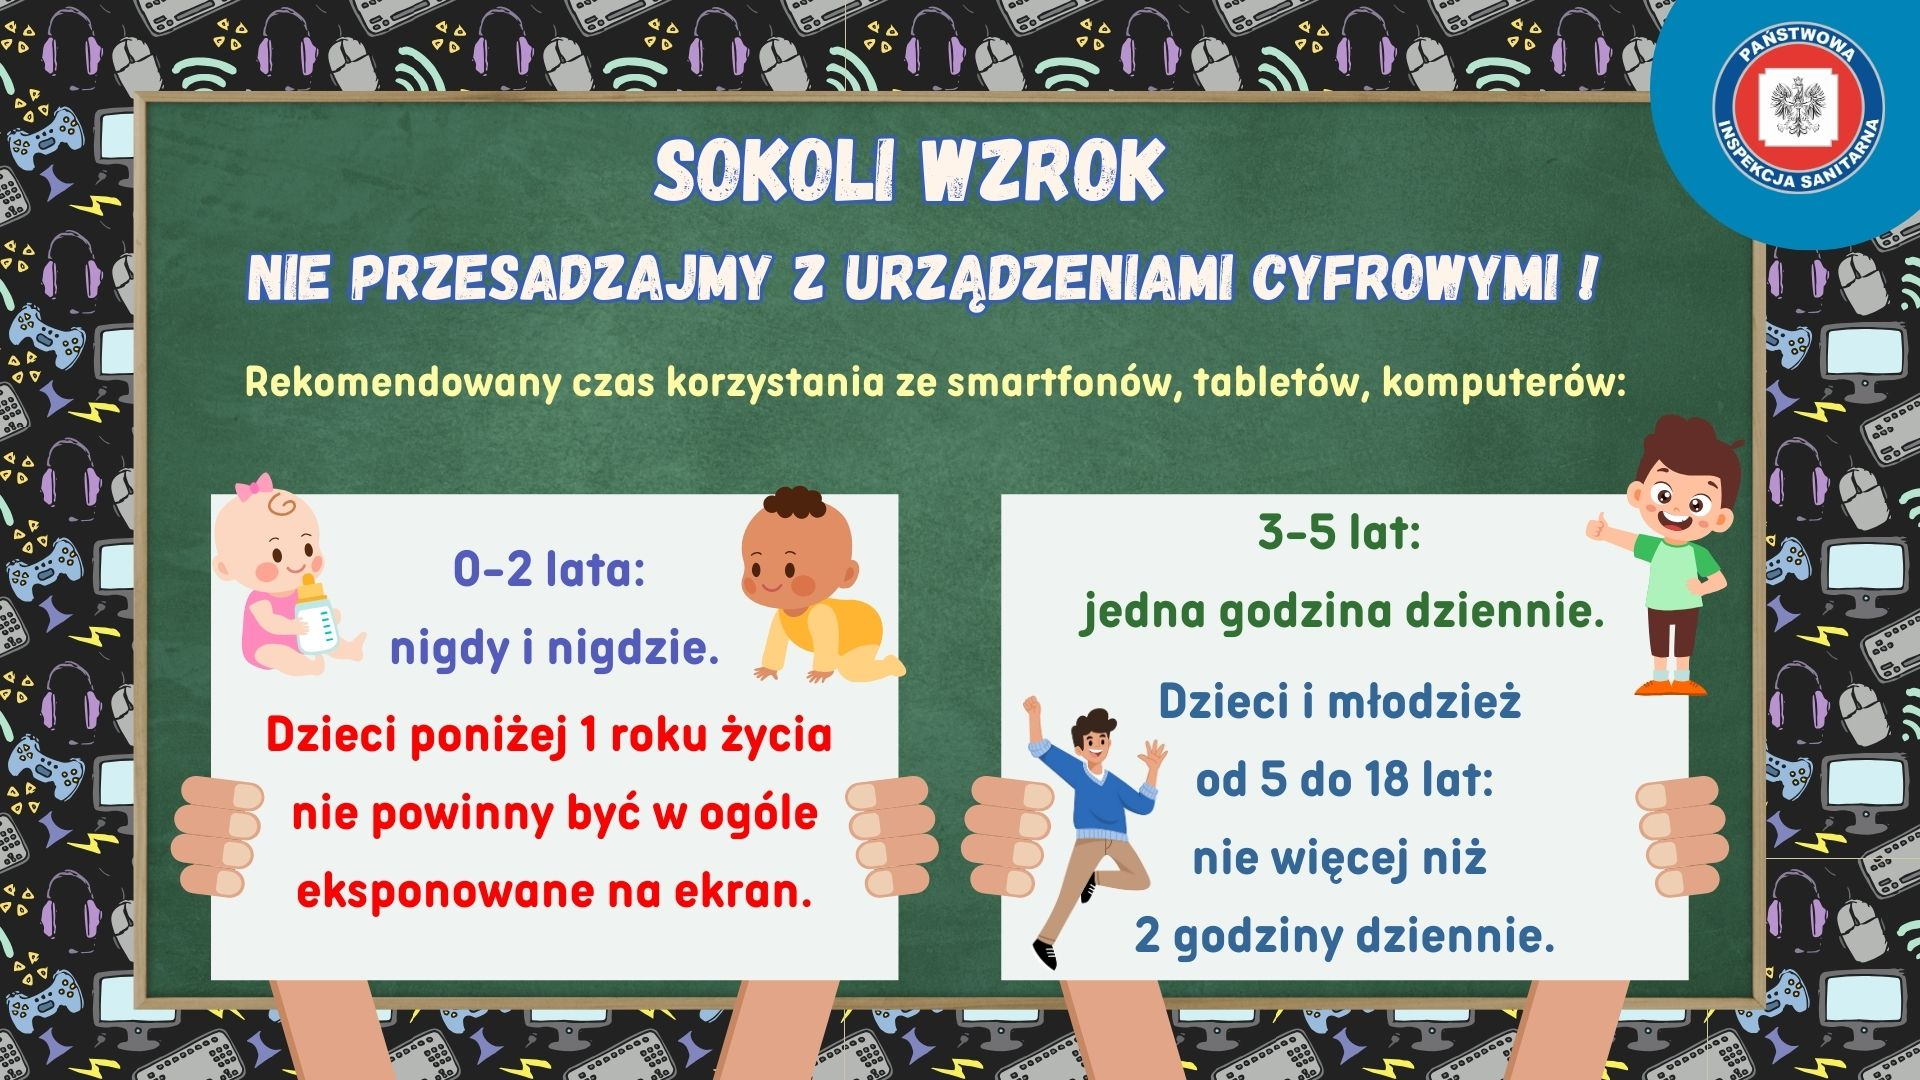 PAŃSTWOWA
INSPEKCJA SANITARNA
SOKOLI WZROK
NIE PRZESADZAJMY Z URZĄDZENIAMI CYFROWYMI !
Rekomendowany czas korzystania ze smartfonów, tabletów, komputerów:
0-2 lata:
nigdy i nigdzie.
Dzieci poniżej 1 roku życia
nie powinny być w ogóle
eksponowane na ekran.
3-5 lat:
jedna godzina dziennie.
Dzieci i młodzież
od 5 do 18 lat:
nie więcej niż
2 godziny dziennie.